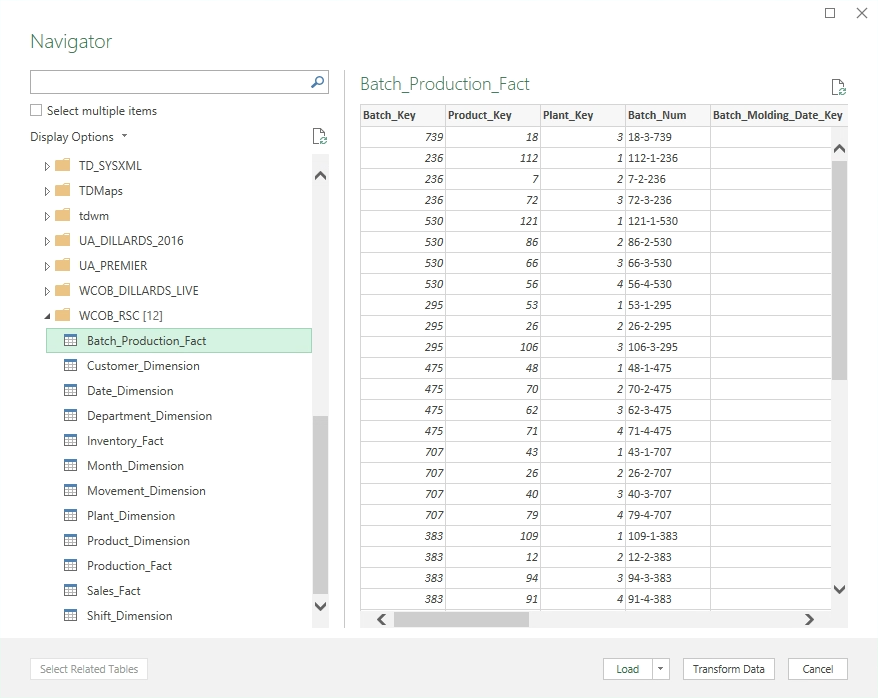 Navigator
Select multiple items
Display Options
TD_SYSXML
TDMaps
tdwm
UA_DILLARDS_2016
UA_PREMIER
WCOB_DILLARDS_LIVE
WCOB_RSC [12]
Batch_Production_Fact
Customer_Dimension
Date_Dimension
Department_Dimension
Inventory_Fact
Month_Dimension
Movement_Dimension
Plant_Dimension
Product_Dimension
Production_Fact
Sales_Fact
Shift_Dimension
Batch_Production_Fact
Batch_Key Product_Key Plant_Key Batch_Num Batch_Molding_Date_Key
739 18 3 18-3-739
236 112 1 112-1-236
236 7 2 7-2-236
236 72 3 72-3-236
530 121 1 121-1-530
530 86 2 86-2-530
530 66 3 66-3-530
530 56 4 56-4-530
295 53 1 53-1-295
295 26 2 26-2-295
295 106 3 106-3-295
475 48 1 48-1-475
475 70 2 70-2-475
475 62 3 62-3-475
475 71 4 71-4-475
707 43 1 43-1-707
707 26 2 26-2-707
707 40 3 40-3-707
707 79 4 79-4-707
383 109 1 109-1-383
383 12 2 12-2-383
383 94 3 94-3-383
383 91 4 91-4-383
Select Related Tables Load Transform Data Cancel